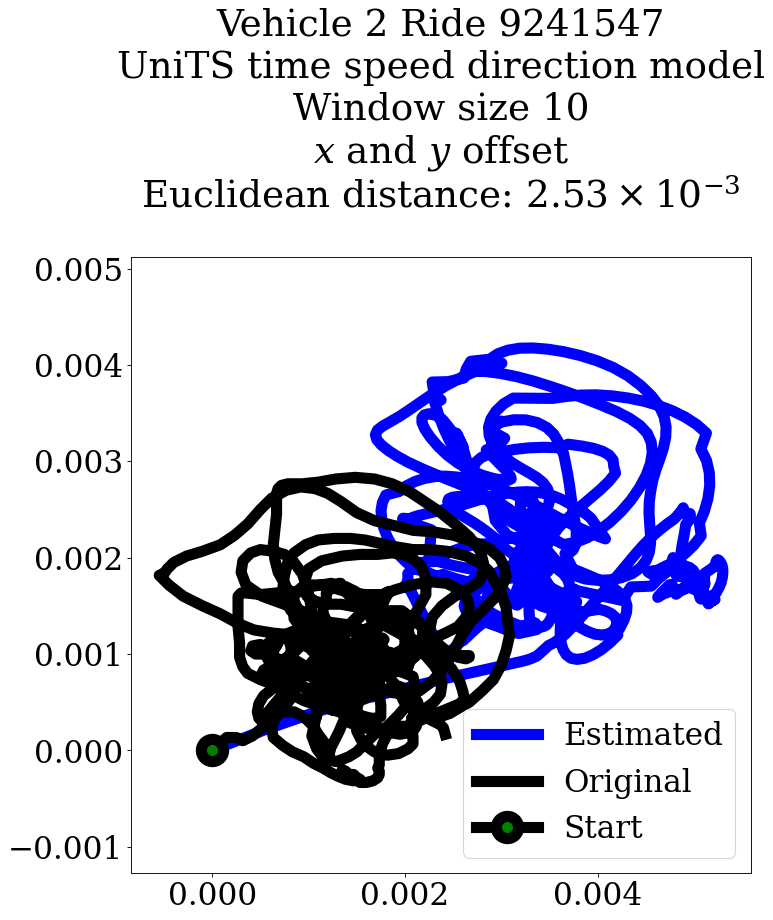 Vehicle 2 Ride 9241547
UniTS time speed direction model
Window size 10
x and y offset
Euclidean distance: 2.53 × 10⁻³
0.005
0.004
0.003
0.002
0.001
0.000
−0.001
Estimated
Original
Start
0.000 0.002 0.004